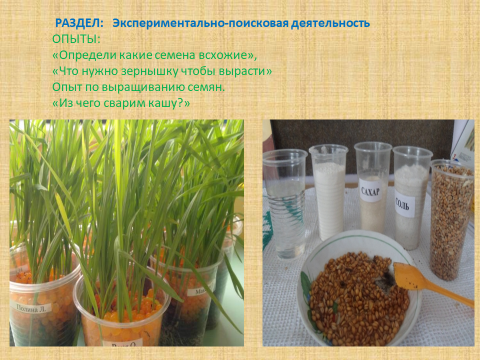 РАЗДЕЛ: Экспериментально-поисковая деятельность
ОПЫТЫ:
«Определи какие семена всхожие»,
«Что нужно зернышку чтобы вырасти»
Опыт по выращиванию семян.
«Из чего сварим кашу?»
САХАР
СОЛЬ
Полина Д.